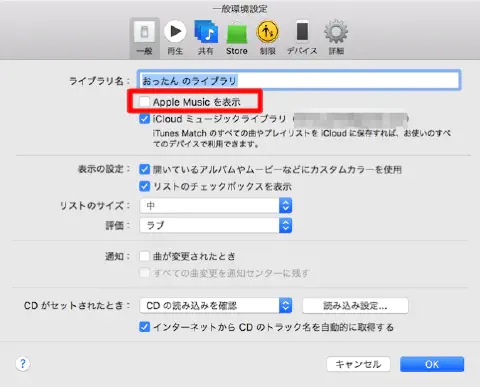 一般環境設定
一般 再生 共有 Store 制限 デバイス 詳細
ライブラリ名： おったん のライブラリ
Apple Music を表示
iCloud ミュージックライブラリ（
iTunes Match のすべての曲やプレイリストを iCloud に保存すれば、お使いのすべ
てのデバイスで利用できます。
表示の設定： 開いているアルバムやムービーなどにカスタムカラーを使用
リストのチェックボックスを表示
リストのサイズ： 中
評価： ラブ
通知： 曲が変更されたとき
すべての曲変更を通知センターに残す
CD がセットされたとき： CD の読み込みを確認 読み込み設定...
インターネットから CD のトラック名を自動的に取得する
? キャンセル OK